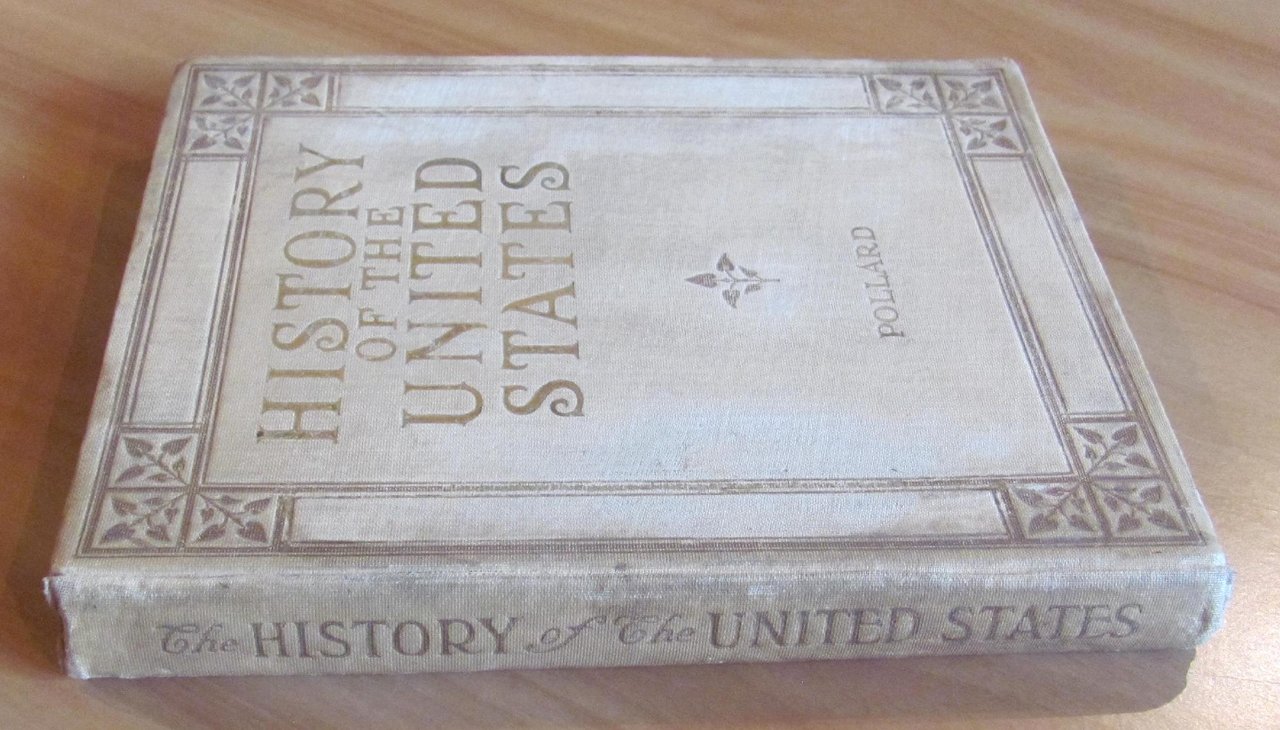 HISTORY
OF THE
UNITED
STATES
POLLARD
The HISTORY of The UNITED STATES